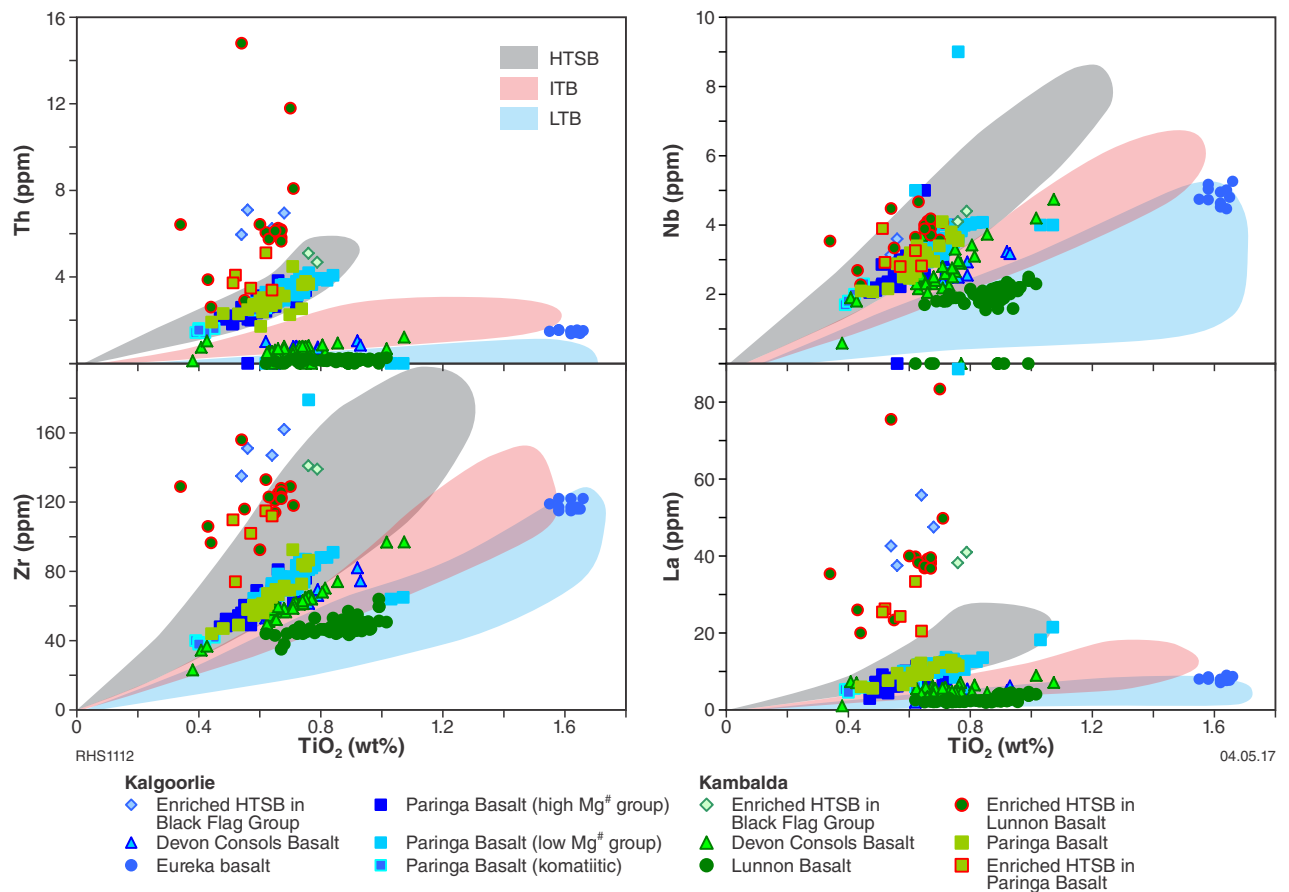 16
12
8
4
Th (ppm)
HTSB
ITB
LTB
10
8
6
4
2
Nb (ppm)
160
120
80
40
0
Zr (ppm)
0
0.4
0.8
1.2
1.6
TiO₂ (wt%)
RHS1112
80
60
40
20
0
La (ppm)
0
0.4
0.8
1.2
1.6
TiO₂ (wt%)
04.05.17
Kalgoorlie
Enriched HTSB in
Black Flag Group
Devon Consols Basalt
Eureka basalt
Paringa Basalt (high Mg# group)
Paringa Basalt (low Mg# group)
Paringa Basalt (komatiitic)
Kambalda
Enriched HTSB in
Black Flag Group
Devon Consols Basalt
Lunnon Basalt
Enriched HTSB in
Lunnon Basalt
Paringa Basalt
Enriched HTSB in
Paringa Basalt